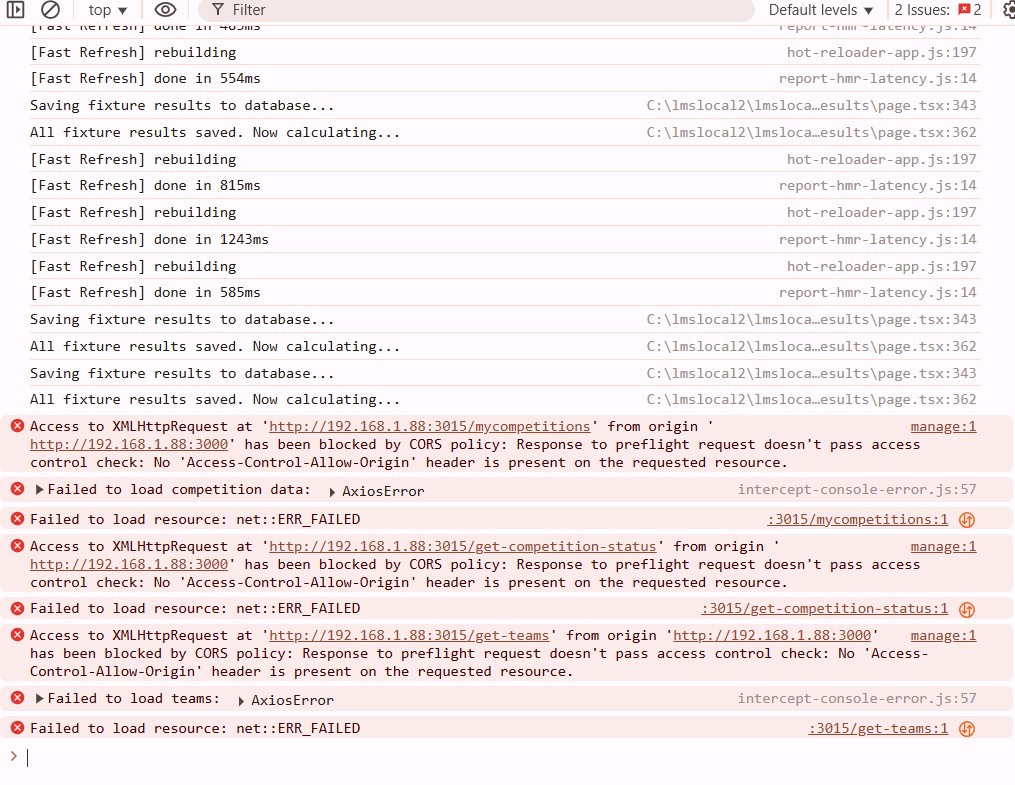 top ▼ Filter Default levels ▼ 2 Issues: 2
[Fast Refresh] done in 485ms report-hmr-latency.js:14
[Fast Refresh] rebuilding hot-reloader-app.js:197
[Fast Refresh] done in 554ms report-hmr-latency.js:14
Saving fixture results to database... C:\lmslocal2\lmsloca…esults\page.tsx:343
All fixture results saved. Now calculating... C:\lmslocal2\lmsloca…esults\page.tsx:362
[Fast Refresh] rebuilding hot-reloader-app.js:197
[Fast Refresh] done in 815ms report-hmr-latency.js:14
[Fast Refresh] rebuilding hot-reloader-app.js:197
[Fast Refresh] done in 1243ms report-hmr-latency.js:14
[Fast Refresh] rebuilding hot-reloader-app.js:197
[Fast Refresh] done in 585ms report-hmr-latency.js:14
Saving fixture results to database... C:\lmslocal2\lmsloca…esults\page.tsx:343
All fixture results saved. Now calculating... C:\lmslocal2\lmsloca…esults\page.tsx:362
Saving fixture results to database... C:\lmslocal2\lmsloca…esults\page.tsx:343
All fixture results saved. Now calculating... C:\lmslocal2\lmsloca…esults\page.tsx:362
Access to XMLHttpRequest at 'http://192.168.1.88:3015/mycompetitions' from origin ' manage:1
http://192.168.1.88:3000' has been blocked by CORS policy: Response to preflight request doesn't pass access
control check: No 'Access-Control-Allow-Origin' header is present on the requested resource.
▶Failed to load competition data: ▶ AxiosError intercept-console-error.js:57
Failed to load resource: net::ERR_FAILED :3015/mycompetitions:1
Access to XMLHttpRequest at 'http://192.168.1.88:3015/get-competition-status' from origin ' manage:1
http://192.168.1.88:3000' has been blocked by CORS policy: Response to preflight request doesn't pass access
control check: No 'Access-Control-Allow-Origin' header is present on the requested resource.
Failed to load resource: net::ERR_FAILED :3015/get-competition-status:1
Access to XMLHttpRequest at 'http://192.168.1.88:3015/get-teams' from origin 'http://192.168.1.88:3000' manage:1
has been blocked by CORS policy: Response to preflight request doesn't pass access control check: No 'Access-
Control-Allow-Origin' header is present on the requested resource.
▶Failed to load teams: ▶ AxiosError intercept-console-error.js:57
Failed to load resource: net::ERR_FAILED :3015/get-teams:1